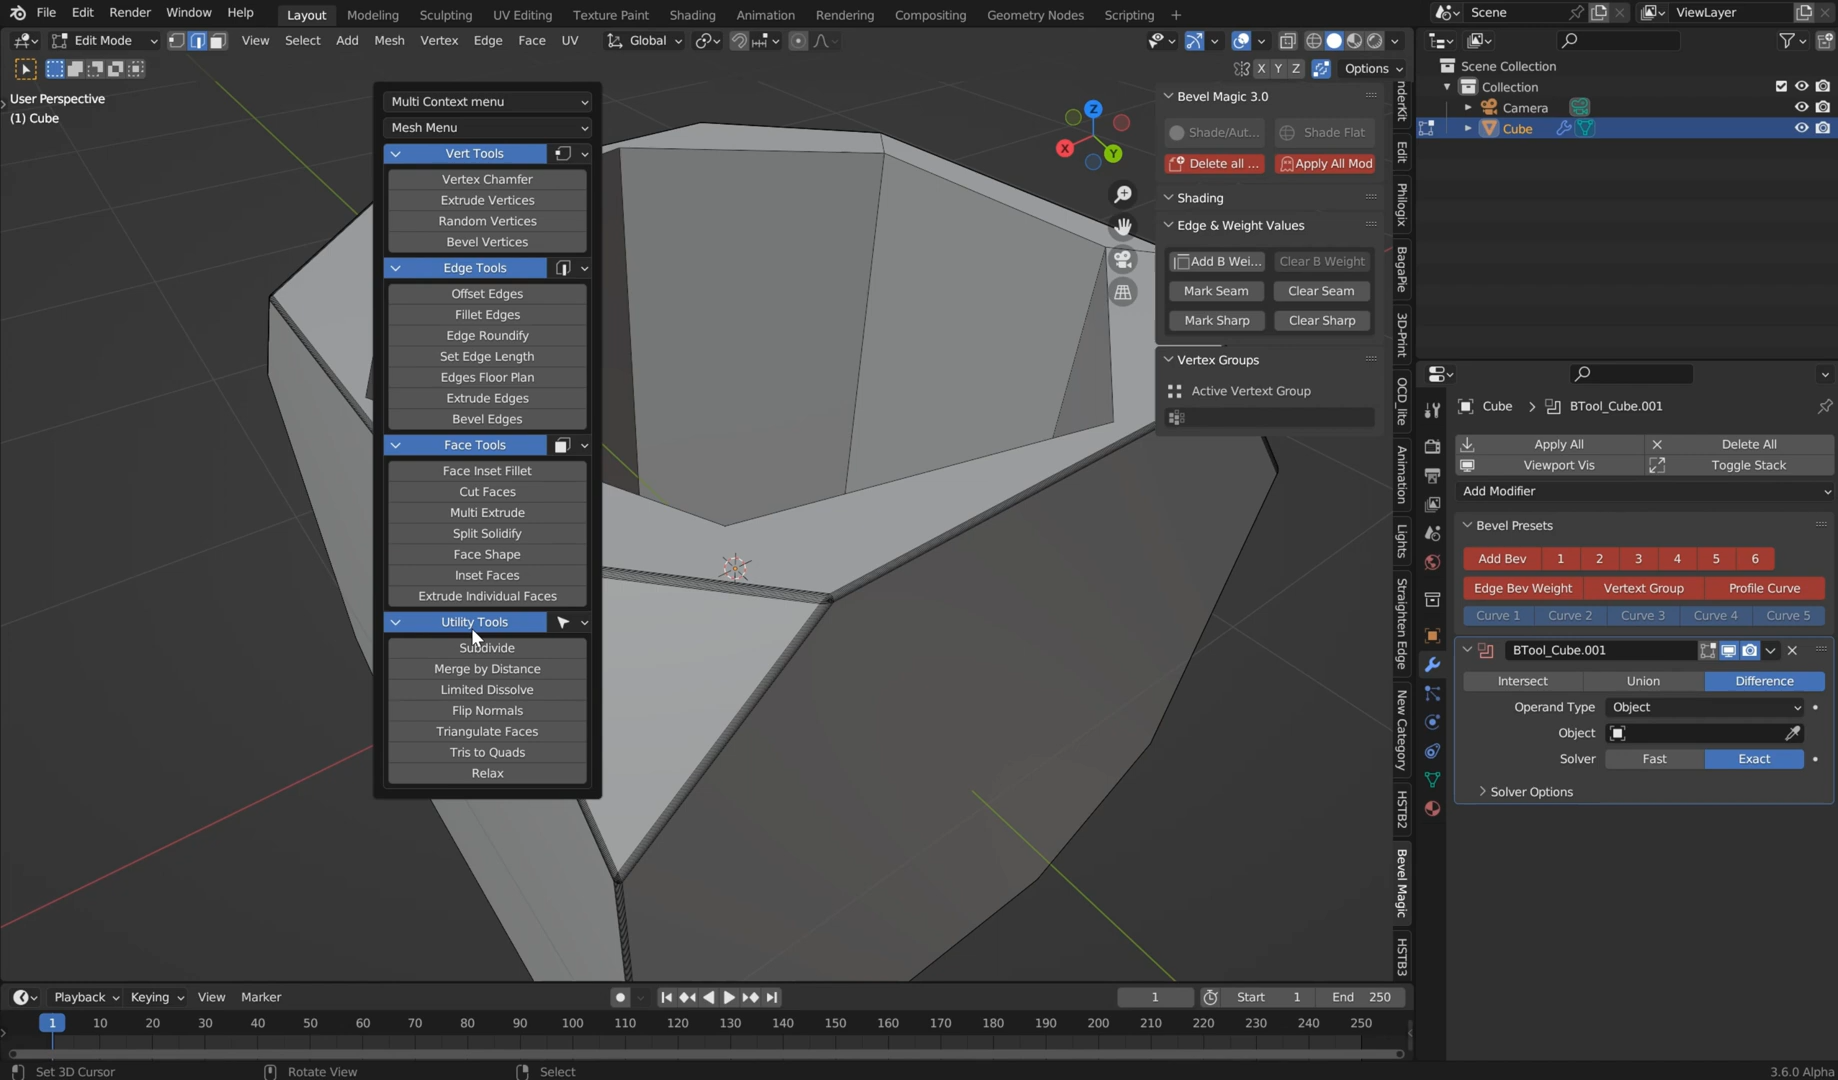 File Edit Render Window Help Layout Modeling Sculpting UV Editing Texture Paint Shading Animation Rendering Compositing Geometry Nodes Scripting + Scene ViewLayer
Edit Mode View Select Add Mesh Vertex Edge Face UV Global
X Y Z Options
User Perspective
(1) Cube
Multi Context menu
Mesh Menu
Vert Tools
Vertex Chamfer
Extrude Vertices
Random Vertices
Bevel Vertices
Edge Tools
Offset Edges
Fillet Edges
Edge Roundify
Set Edge Length
Edges Floor Plan
Extrude Edges
Bevel Edges
Face Tools
Face Inset Fillet
Cut Faces
Multi Extrude
Split Solidify
Face Shape
Inset Faces
Extrude Individual Faces
Utility Tools
Subdivide
Merge by Distance
Limited Dissolve
Flip Normals
Triangulate Faces
Tris to Quads
Relax
Z
X
Y
Bevel Magic 3.0
Shade/Aut... Shade Flat
Delete all ... Apply All Mod
Shading
Edge & Weight Values
Add B Wei... Clear B Weight
Mark Seam Clear Seam
Mark Sharp Clear Sharp
Vertex Groups
Active Vertext Group
nderKit
Edit
Philogix
BagaPie
3D-Print
OCD_lite
Animation
Lights
Straighten Edge
New Category
HSTB2
Bevel Magic
HSTB3
Scene Collection
Collection
Camera
Cube
Cube > BTool_Cube.001
Apply All Delete All
Viewport Vis Toggle Stack
Add Modifier
Bevel Presets
Add Bev 1 2 3 4 5 6
Edge Bev Weight Vertext Group Profile Curve
Curve 1 Curve 2 Curve 3 Curve 4 Curve 5
BTool_Cube.001
Intersect Union Difference
Operand Type Object
Object
Solver Fast Exact
Solver Options
Playback Keying View Marker 1 Start 1 End 250
1 10 20 30 40 50 60 70 80 90 100 110 120 130 140 150 160 170 180 190 200 210 220 230 240 250
Set 3D Cursor Rotate View Select 3.6.0 Alpha